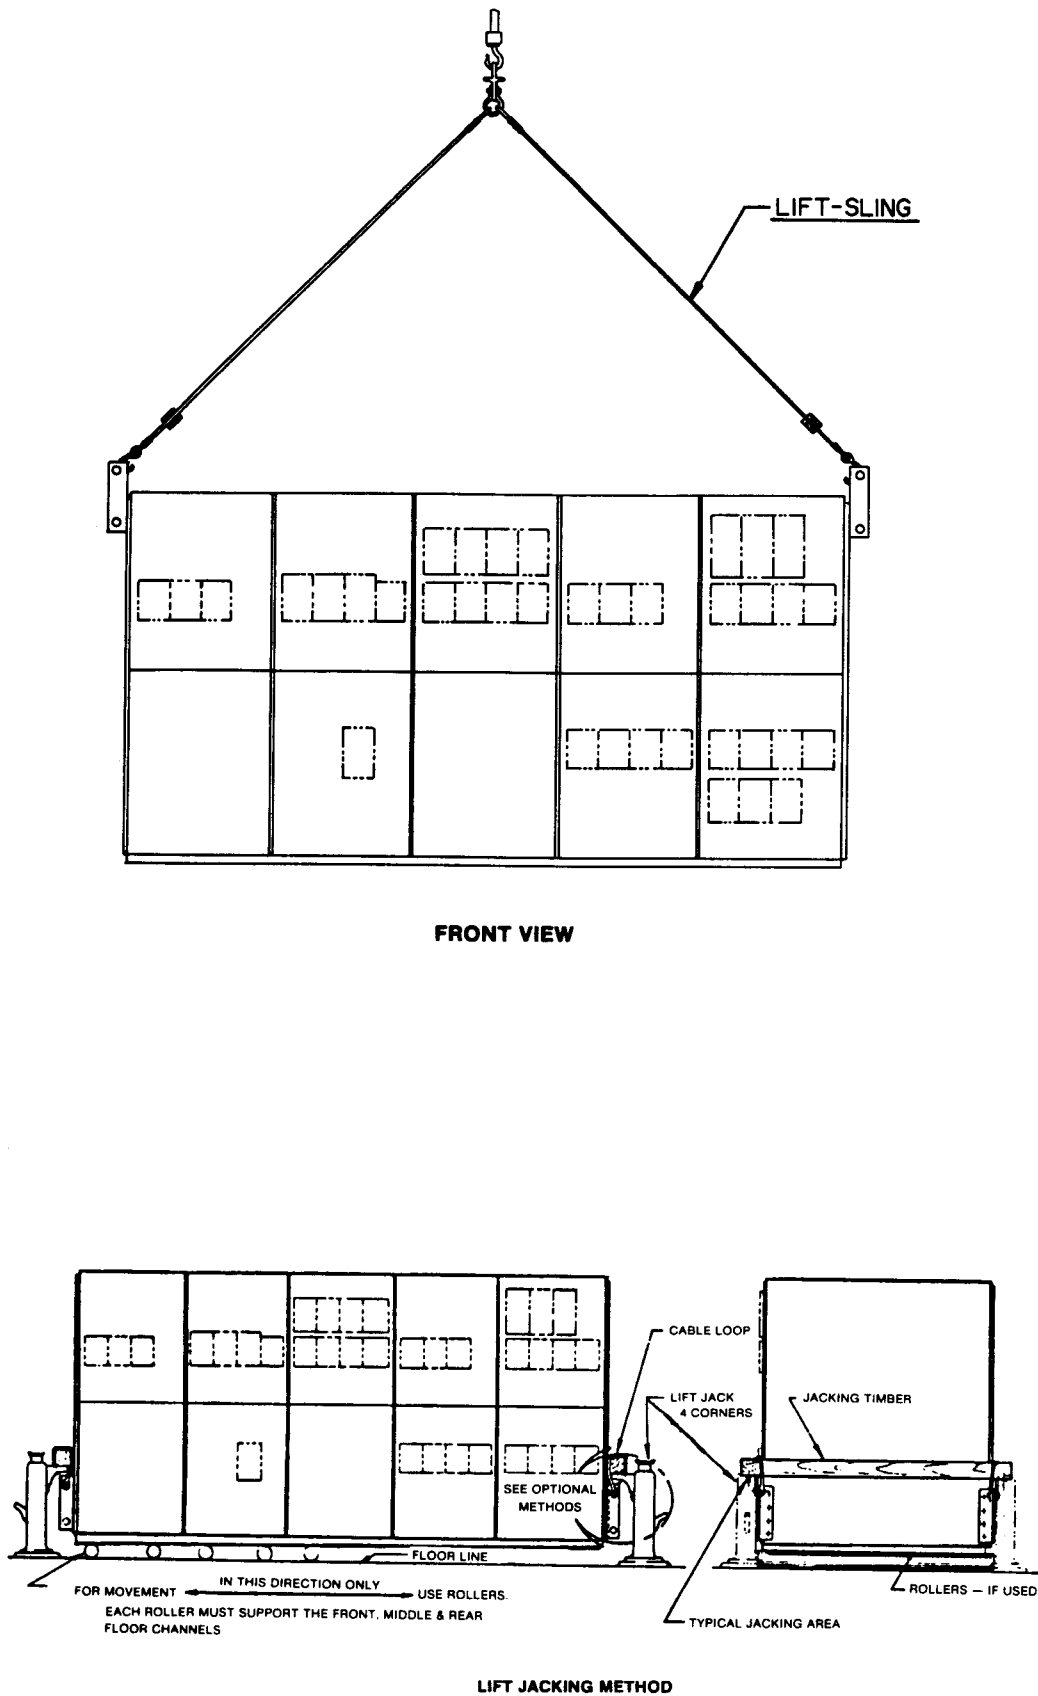 LIFT-SLING
FRONT VIEW
CABLE LOOP
LIFT JACK
4 CORNERS
JACKING TIMBER
SEE OPTIONAL
METHODS
FLOOR LINE
FOR MOVEMENT IN THIS DIRECTION ONLY USE ROLLERS.
EACH ROLLER MUST SUPPORT THE FRONT, MIDDLE & REAR
FLOOR CHANNELS
ROLLERS — IF USED
TYPICAL JACKING AREA
LIFT JACKING METHOD